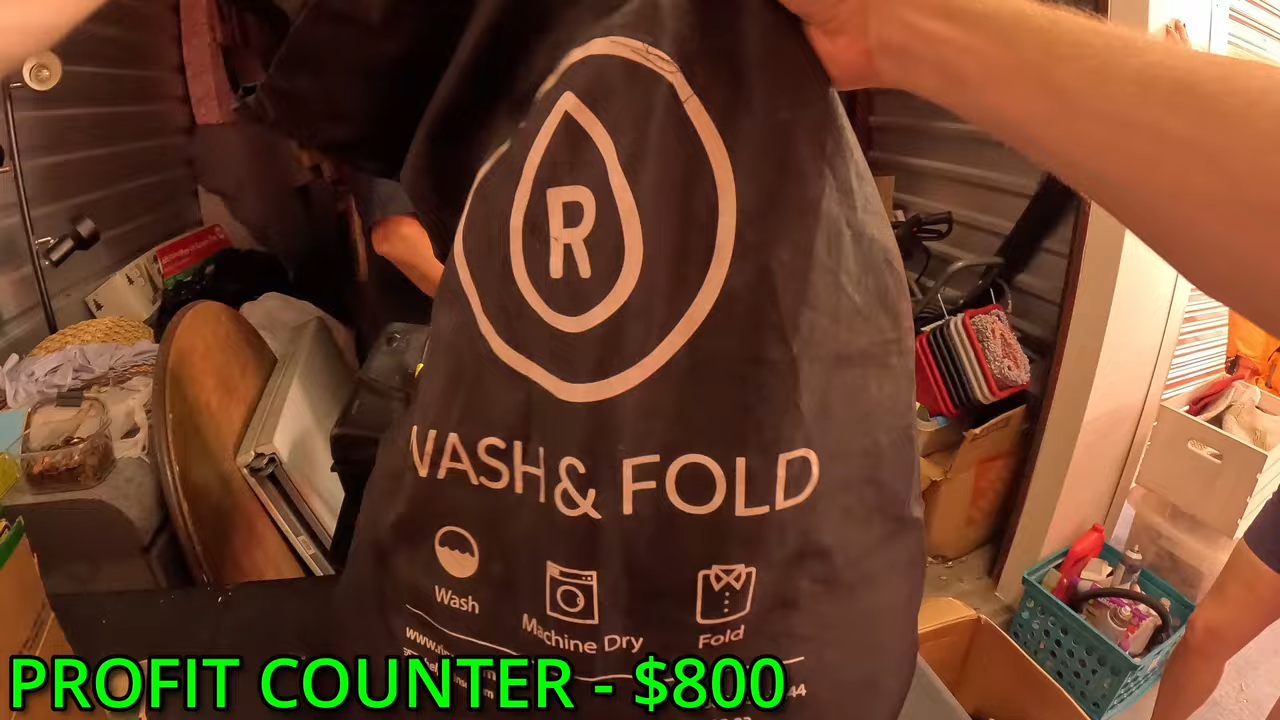 R
WASH & FOLD
Wash
Machine Dry
Fold
PROFIT COUNTER - $800